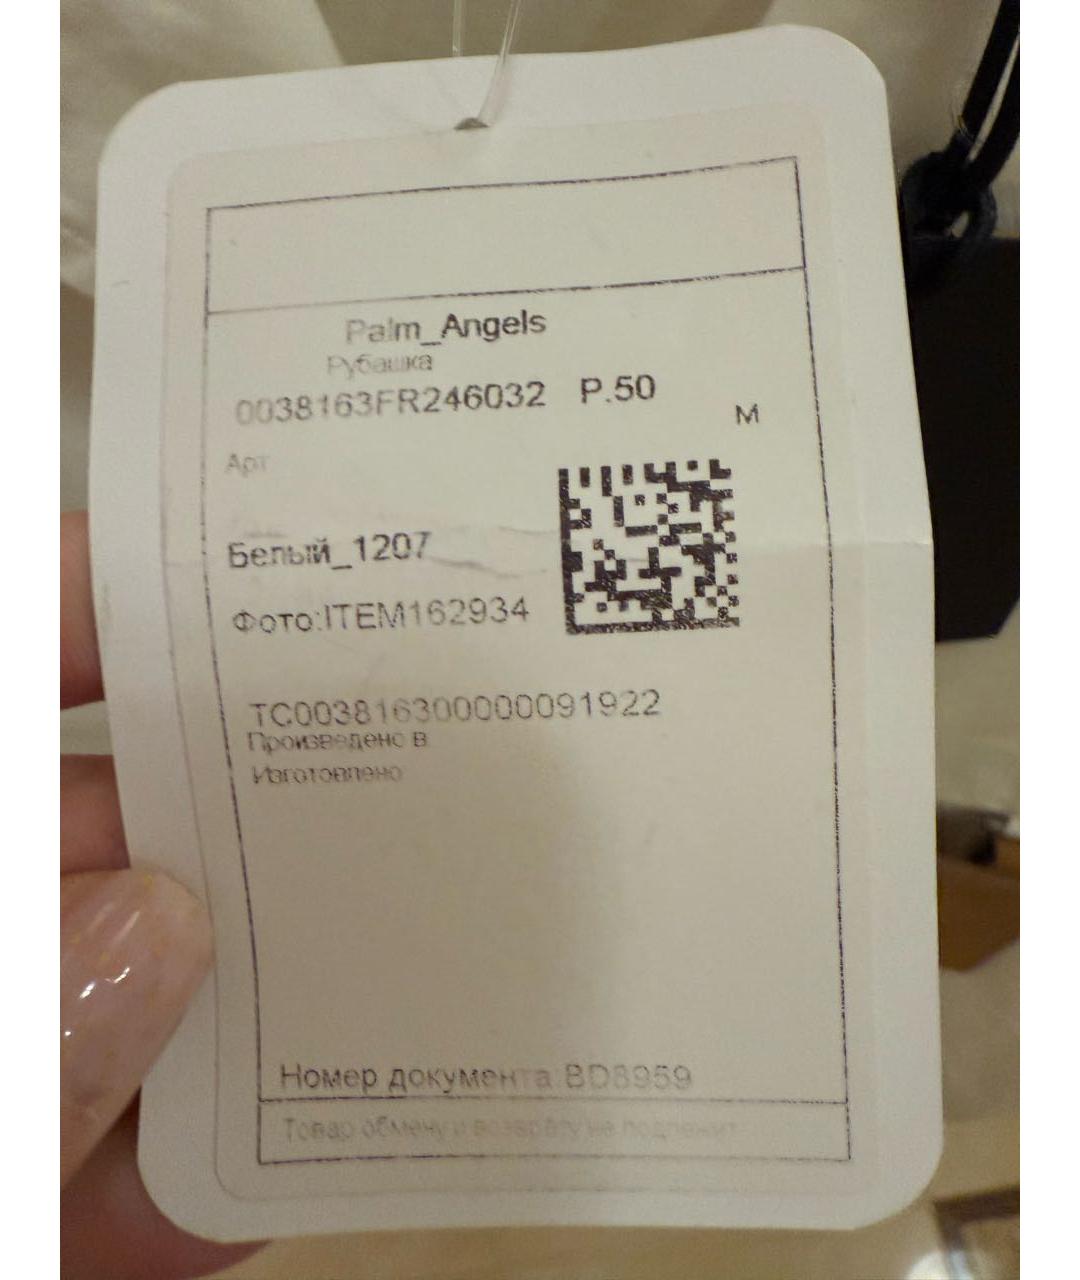 Palm_Angels
Рубашка
0038163FR246032 Р.50
M
Арт
Белый_1207
Фото:ITEM162934
TC003816300000091922
Произведено в
Изготовлено
Номер документа BD8959
Товар обмену и возврату не подлежит